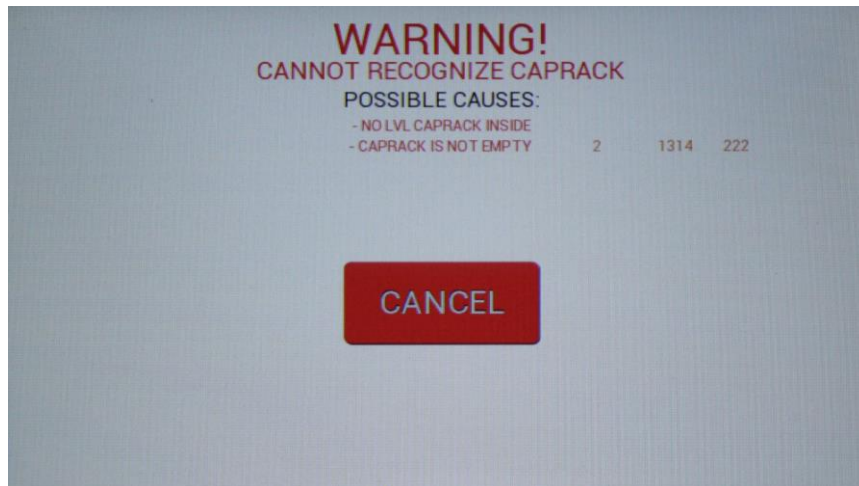 WARNING!
CANNOT RECOGNIZE CAPRACK
POSSIBLE CAUSES:
- NO LVL CAPRACK INSIDE
- CAPRACK IS NOT EMPTY 2 1314 222
CANCEL